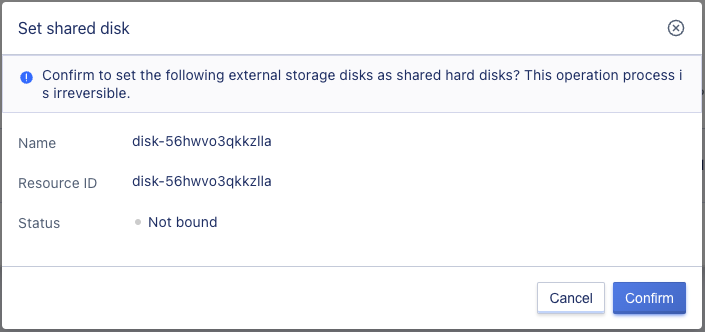 Set shared disk
Confirm to set the following external storage disks as shared hard disks? This operation process i
s irreversible.
Name disk-56hwvo3qkkzlla
Resource ID disk-56hwvo3qkkzlla
Status Not bound
Cancel Confirm